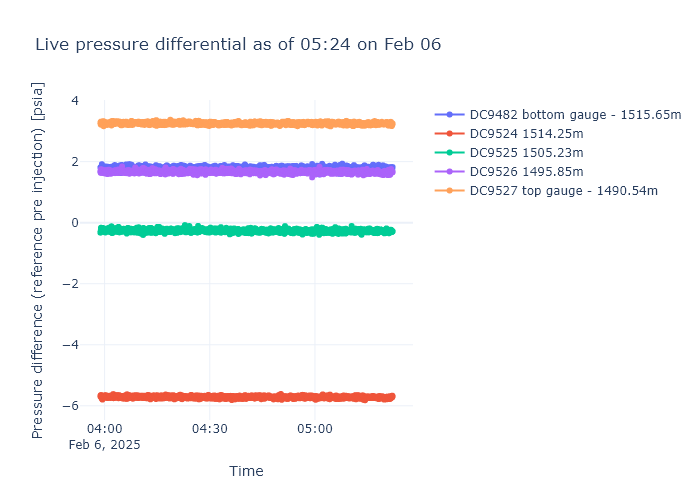 Live pressure differential as of 05:24 on Feb 06
Pressure difference (reference pre injection) [psia]
4
2
0
−2
−4
−6
04:00
04:30
05:00
Feb 6, 2025
Time
DC9482 bottom gauge - 1515.65m
DC9524 1514.25m
DC9525 1505.23m
DC9526 1495.85m
DC9527 top gauge - 1490.54m